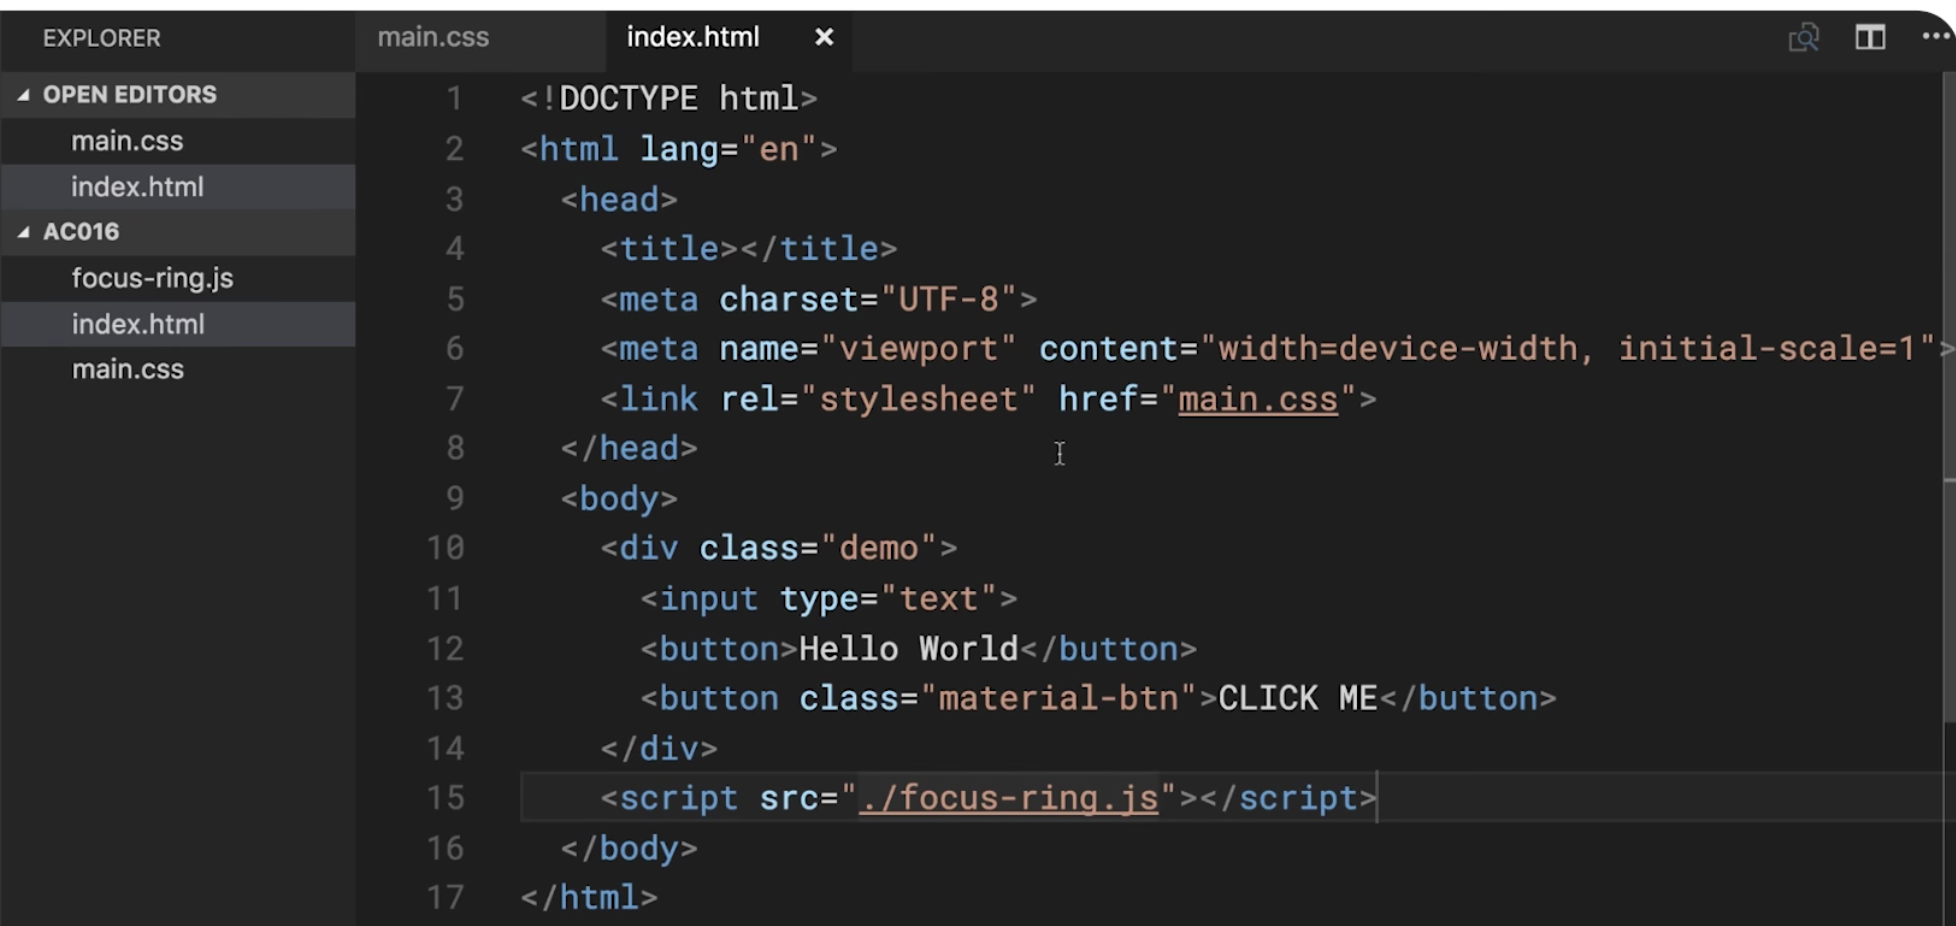 EXPLORER
OPEN EDITORS
main.css
index.html
AC016
focus-ring.js
index.html
main.css
main.css
index.html
1 <!DOCTYPE html>
2 <html lang="en">
3 <head>
4 <title></title>
5 <meta charset="UTF-8">
6 <meta name="viewport" content="width=device-width, initial-scale=1">
7 <link rel="stylesheet" href="main.css">
8 </head>
9 <body>
10 <div class="demo">
11 <input type="text">
12 <button>Hello World</button>
13 <button class="material-btn">CLICK ME</button>
14 </div>
15 <script src="./focus-ring.js"></script>
16 </body>
17 </html>